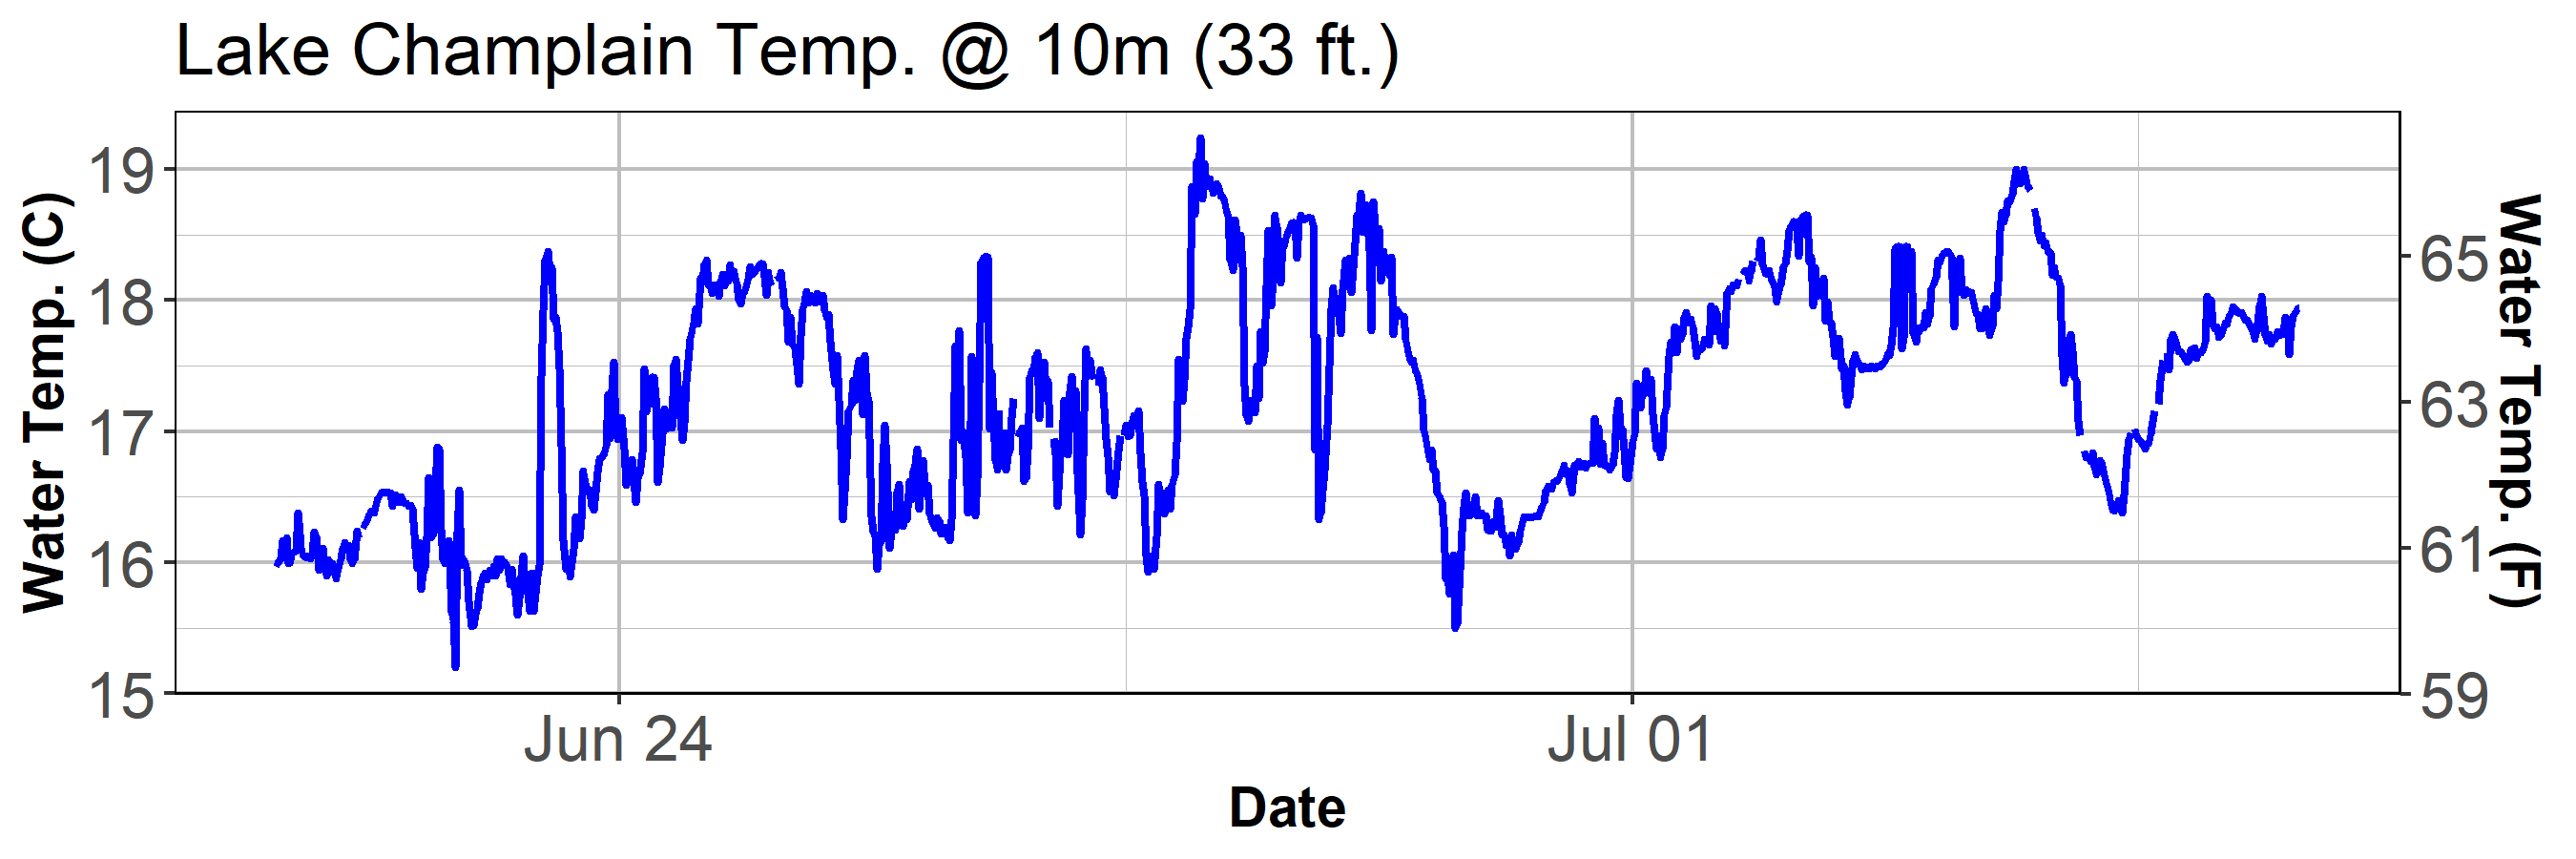 Lake Champlain Temp. @ 10m (33 ft.)
Water Temp. (C)
19
18
17
16
15
65
63
61
59
Water Temp. (F)
Jun 24
Jul 01
Date